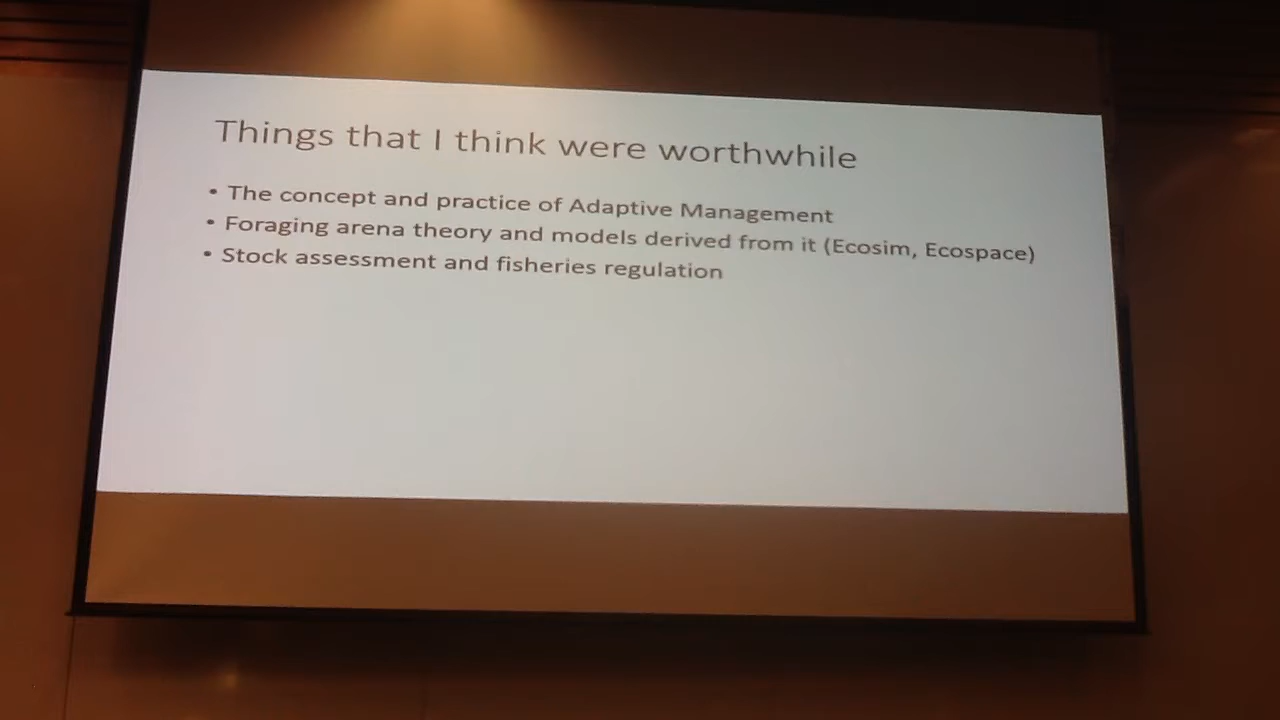 Things that I think were worthwhile
• The concept and practice of Adaptive Management
• Foraging arena theory and models derived from it (Ecosim, Ecospace)
• Stock assessment and fisheries regulation